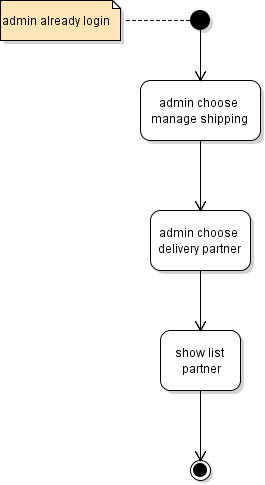 admin already login
admin choose
manage shipping
admin choose
delivery partner
show list
partner